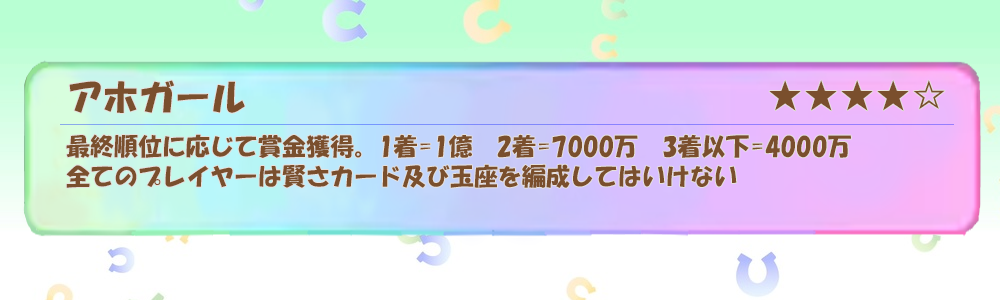 アホガール ★★★★☆
最終順位に応じて賞金獲得。1着=1億　2着=7000万　3着以下=4000万
全てのプレイヤーは賢さカード及び玉座を編成してはいけない